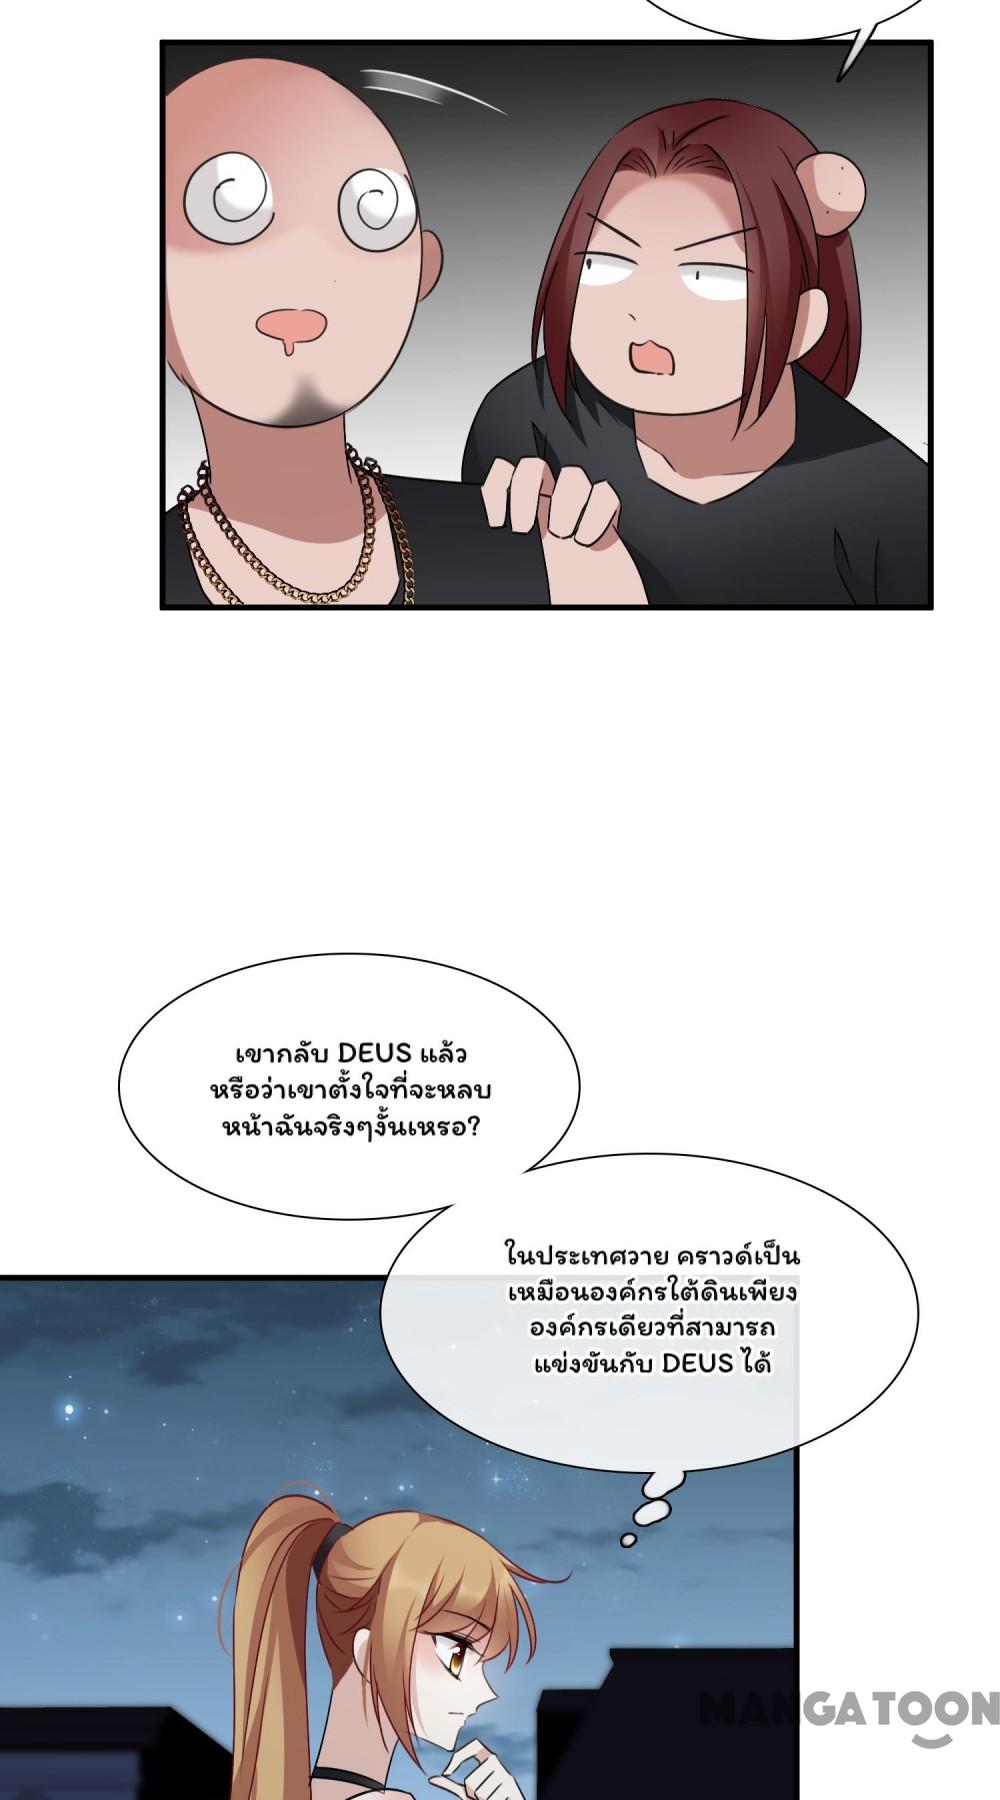 เขากลับ DEUS แล้ว
หรือว่าเขาตั้งใจที่จะหลบ
หน้าฉันจริงๆงั้นเหรอ?
ในประเทศวาย คราวด์เป็น
เหมือนองค์กรใต้ดินเพียง
องค์กรเดียวที่สามารถ
แข่งขันกับ DEUS ได้
MANGATOON